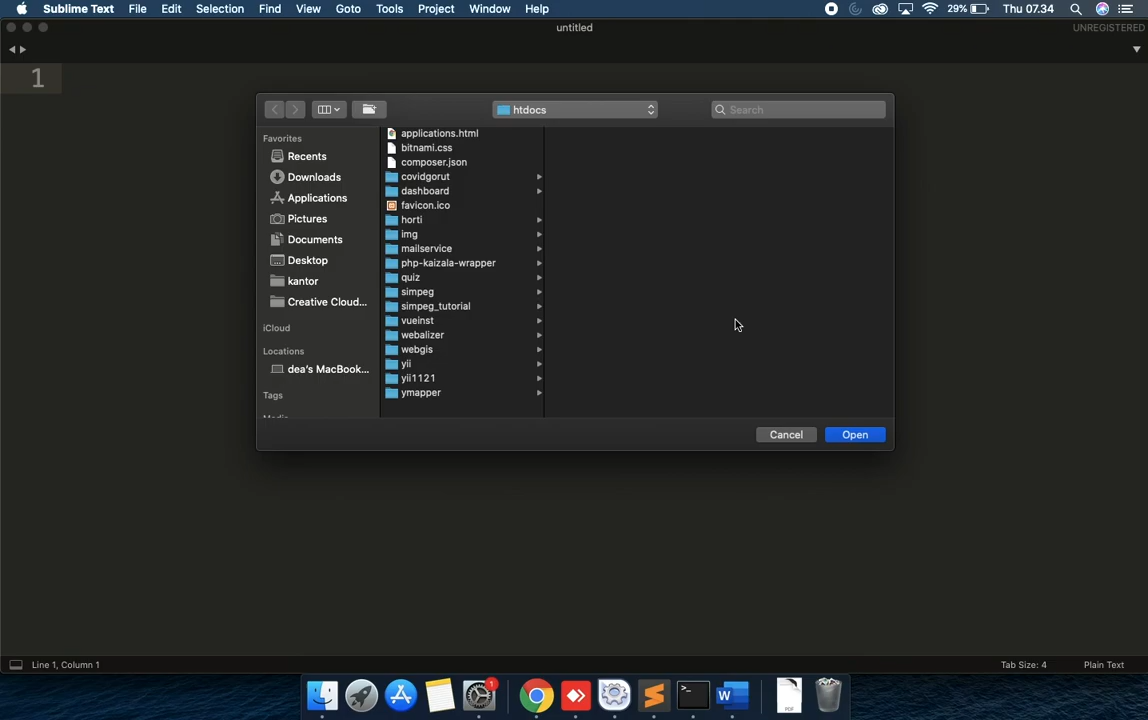 Sublime Text File Edit Selection Find View Goto Tools Project Window Help 29% Thu 07.34
untitled
UNREGISTERED
1
htdocs
Search
Favorites
Recents
Downloads
Applications
Pictures
Documents
Desktop
kantor
Creative Cloud...
iCloud
Locations
dea's MacBook...
Tags
applications.html
bitnami.css
composer.json
covidgorut
dashboard
favicon.ico
horti
img
mailservice
php-kaizala-wrapper
quiz
simpeg
simpeg_tutorial
vueinst
webalizer
webgis
yii
yii1121
ymapper
Cancel
Open
Line 1, Column 1
Tab Size: 4
Plain Text
1
W
PDF